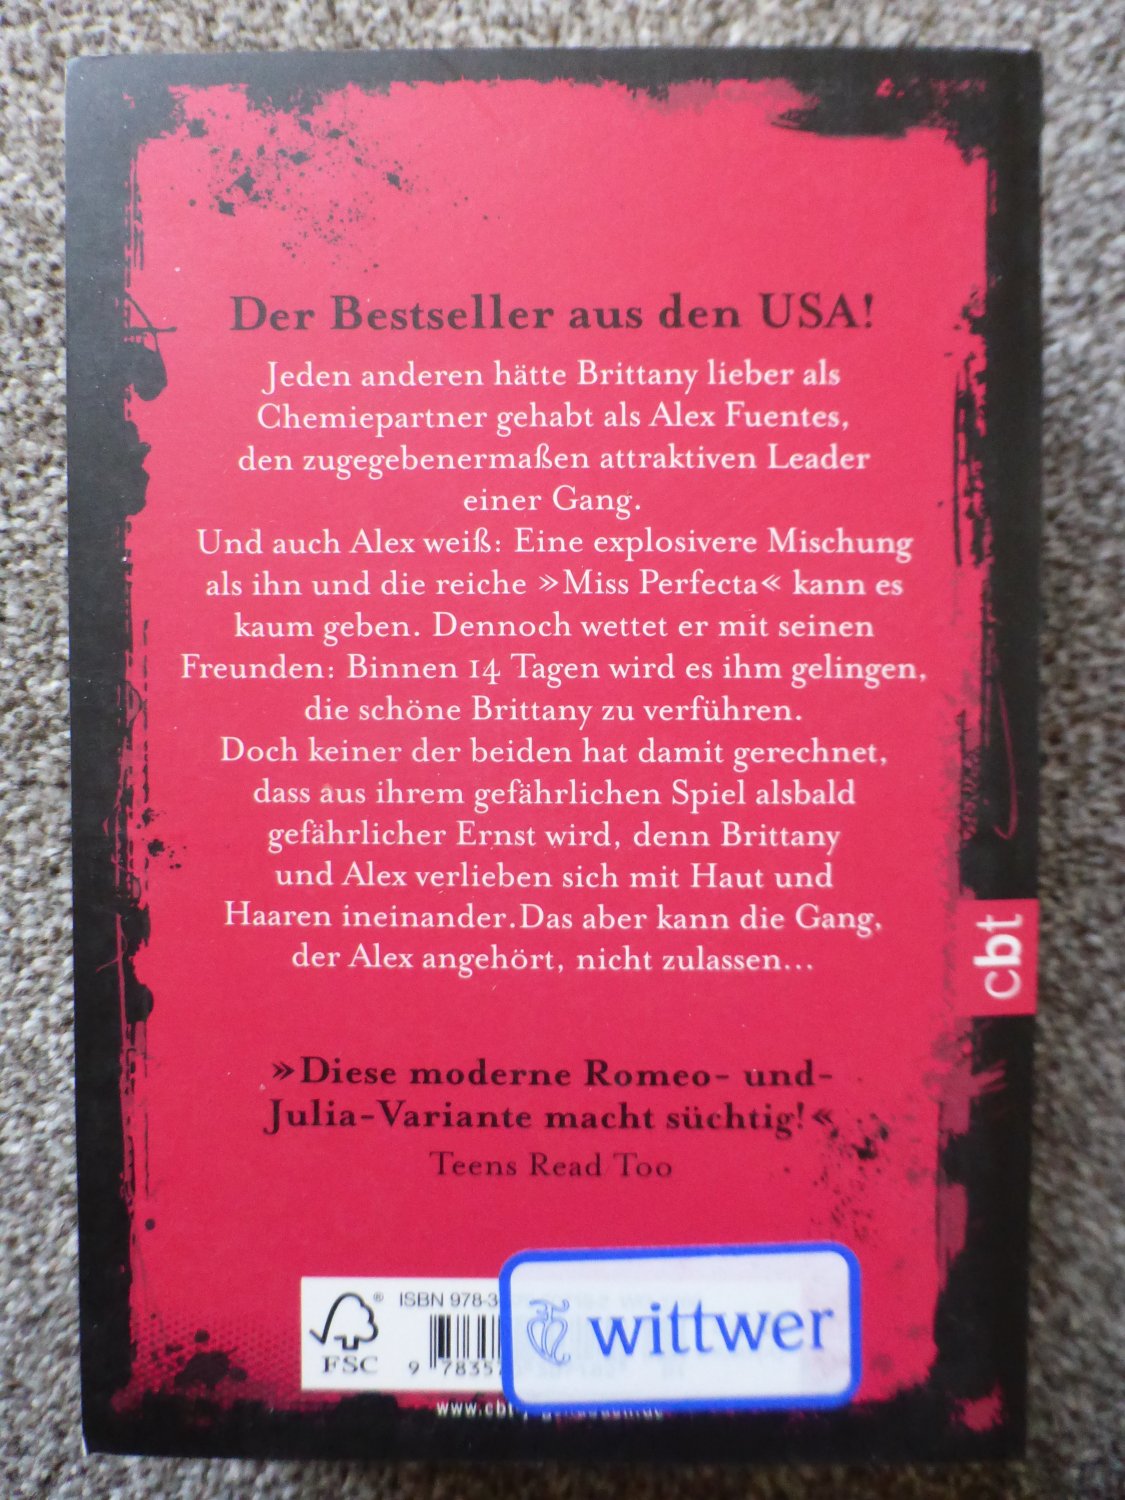 Der Bestseller aus den USA!
Jeden anderen hätte Brittany lieber als
Chemiepartner gehabt als Alex Fuentes,
den zugegebenermaßen attraktiven Leader
einer Gang.
Und auch Alex weiß: Eine explosivere Mischung
als ihn und die reiche »Miss Perfecta« kann es
kaum geben. Dennoch wettet er mit seinen
Freunden: Binnen 14 Tagen wird es ihm gelingen,
die schöne Brittany zu verführen.
Doch keiner der beiden hat damit gerechnet,
dass aus ihrem gefährlichen Spiel alsbald
gefährlicher Ernst wird, denn Brittany
und Alex verlieben sich mit Haut und
Haaren ineinander.Das aber kann die Gang,
der Alex angehört, nicht zulassen...
cbt
»Diese moderne Romeo- und-
Julia-Variante macht süchtig!«
Teens Read Too
ISBN 978-3
® FSC
9 78357
wittwer